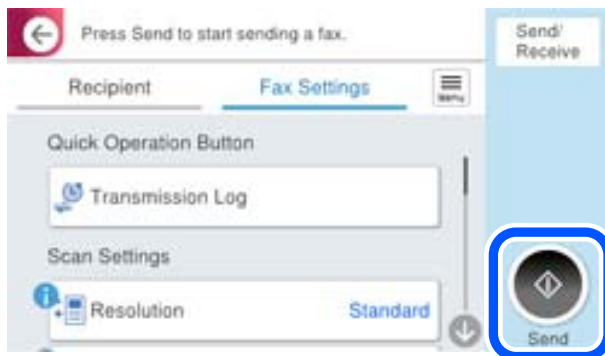 Press Send to start sending a fax.
Send/
Receive
Recipient
Fax Settings
Menu
Quick Operation Button
Transmission Log
Scan Settings
Resolution
Standard
Send